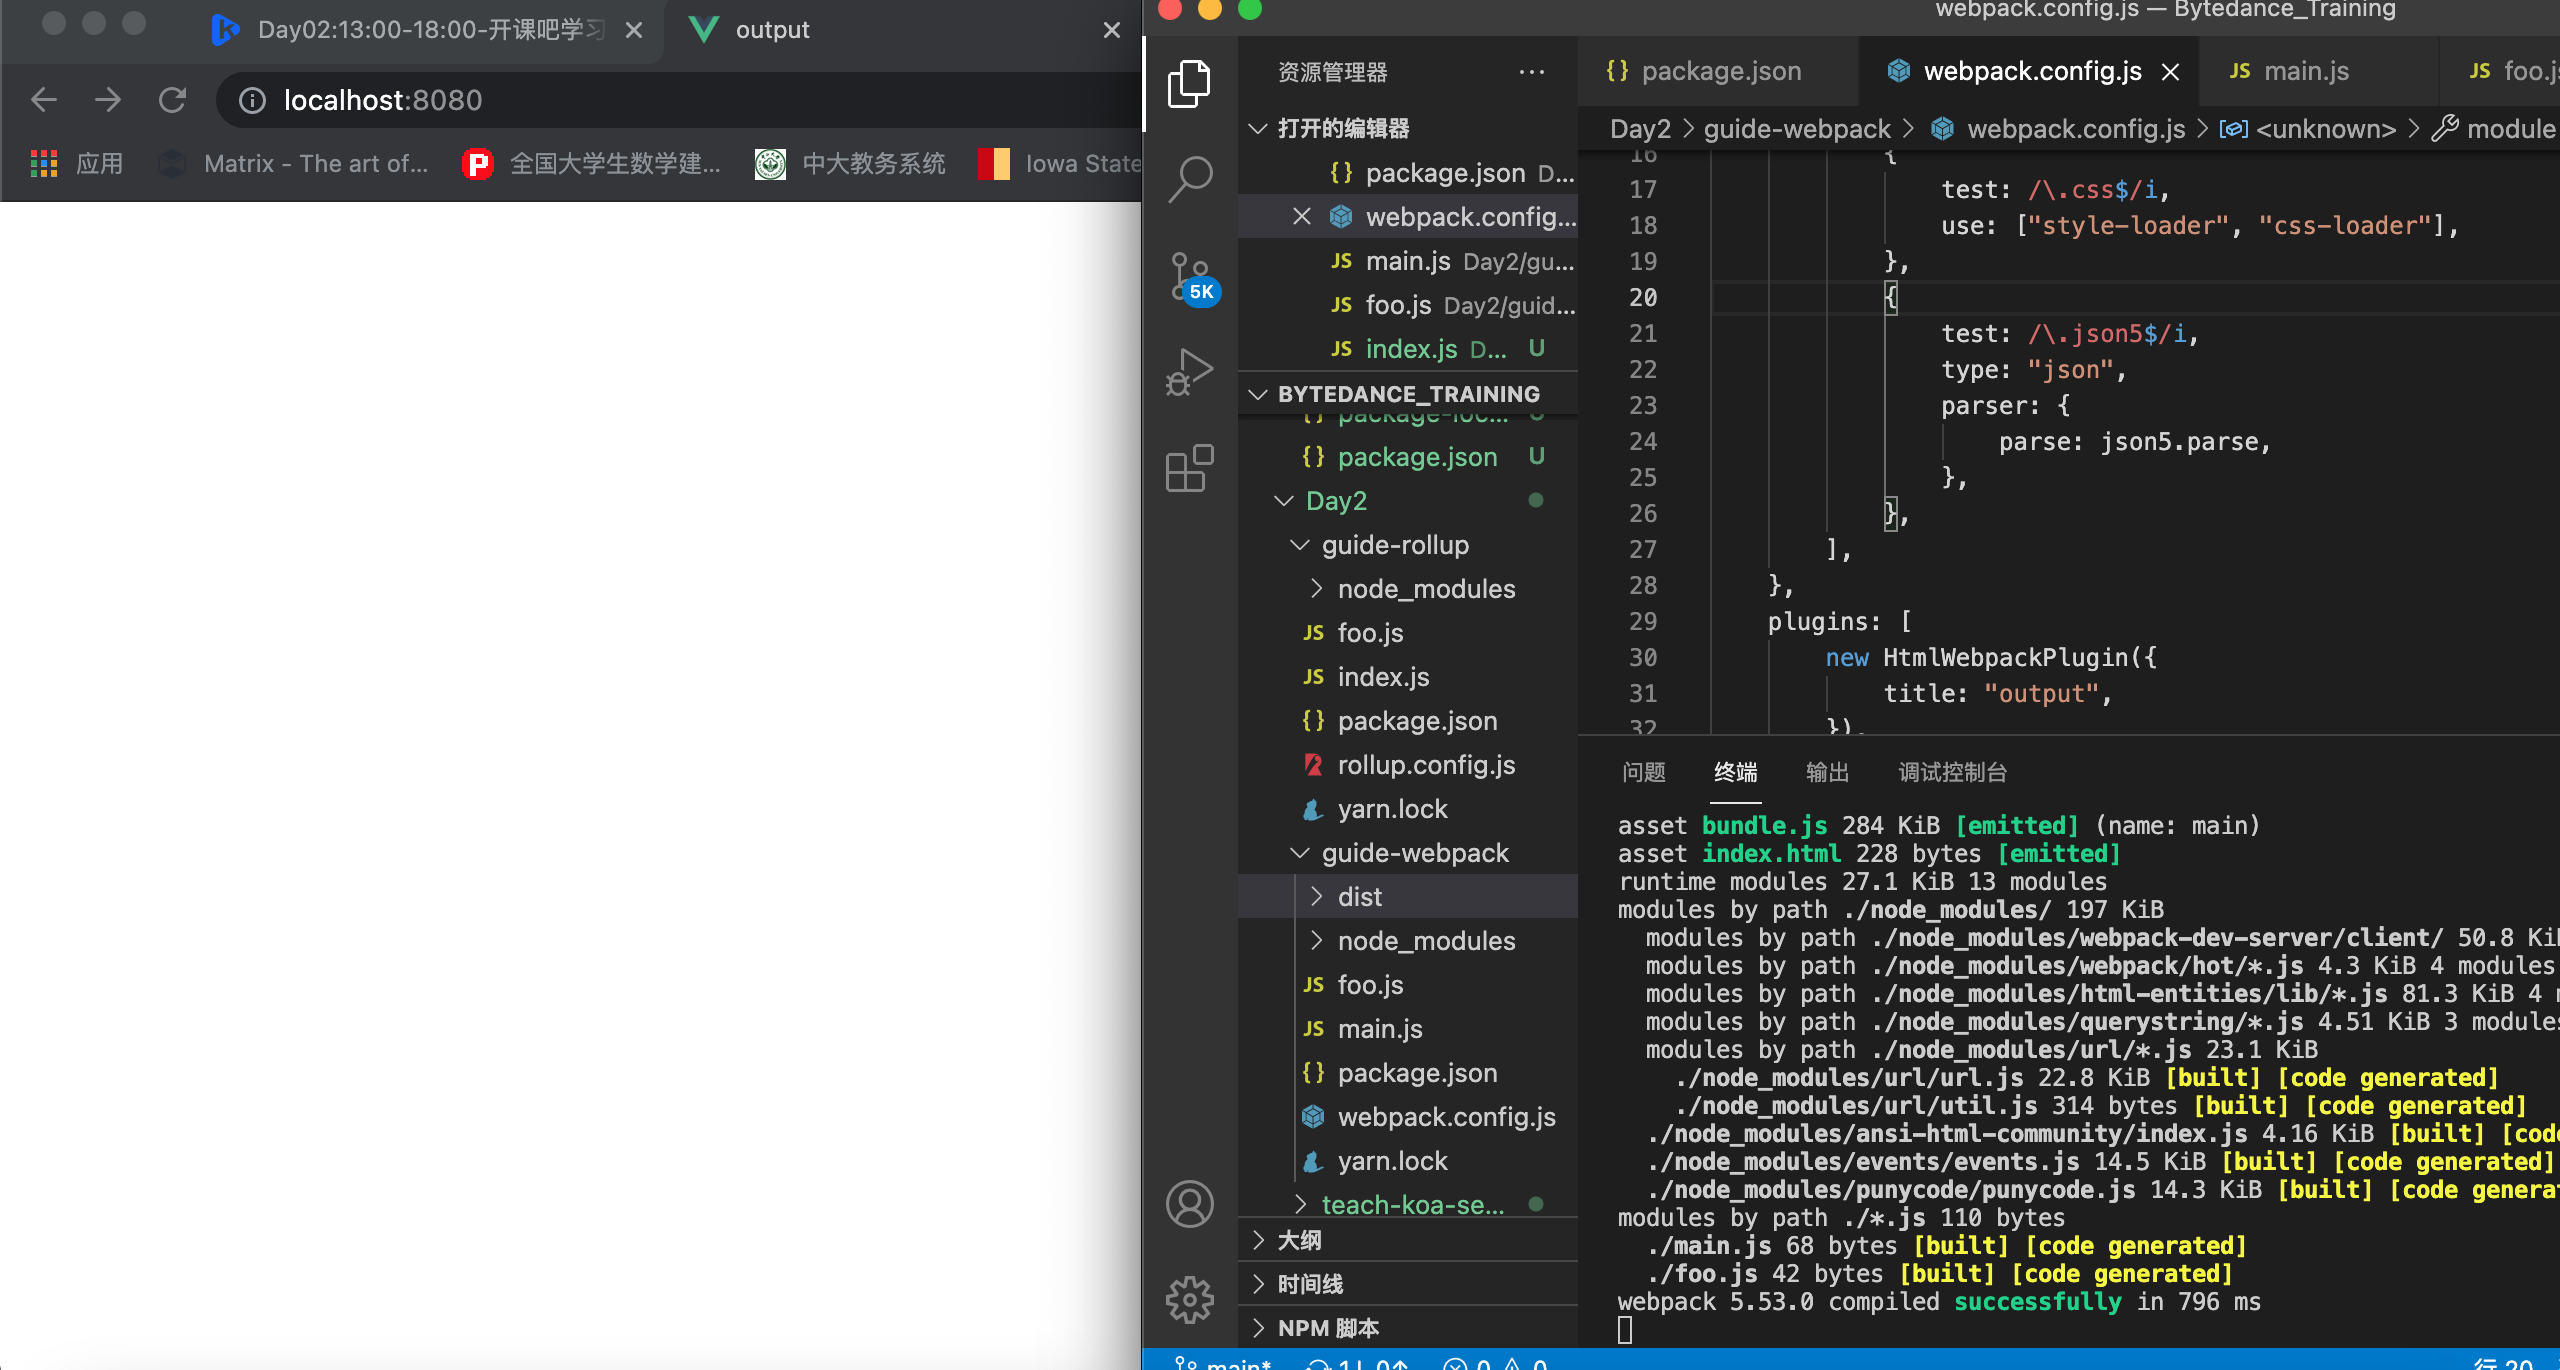 Day02:13:00-18:00-开课吧学习
output
localhost:8080
应用
Matrix - The art of...
全国大学生数学建...
中大教务系统
Iowa State
webpack.config.js — Bytedance_Training
资源管理器
打开的编辑器
package.json D...
webpack.config...
main.js Day2/gu...
foo.js Day2/guid...
index.js D... U
BYTEDANCE_TRAINING
package-loc... U
package.json U
Day2
guide-rollup
node_modules
foo.js
index.js
package.json
rollup.config.js
yarn.lock
guide-webpack
dist
node_modules
foo.js
main.js
package.json
webpack.config.js
yarn.lock
teach-koa-se...
大纲
时间线
NPM 脚本
5K
package.json
webpack.config.js
main.js
foo.js
Day2 > guide-webpack > webpack.config.js > <unknown> > module
16 {
17 test: /\.css$/i,
18 use: ["style-loader", "css-loader"],
19 },
20 {
21 test: /\.json5$/i,
22 type: "json",
23 parser: {
24 parse: json5.parse,
25 },
26 },
27 ],
28 },
29 plugins: [
30 new HtmlWebpackPlugin({
31 title: "output",
32 }),
问题 终端 输出 调试控制台
asset bundle.js 284 KiB [emitted] (name: main)
asset index.html 228 bytes [emitted]
runtime modules 27.1 KiB 13 modules
modules by path ./node_modules/ 197 KiB
modules by path ./node_modules/webpack-dev-server/client/ 50.8 KiB
modules by path ./node_modules/webpack/hot/*.js 4.3 KiB 4 modules
modules by path ./node_modules/html-entities/lib/*.js 81.3 KiB 4
modules by path ./node_modules/querystring/*.js 4.51 KiB 3 modules
modules by path ./node_modules/url/*.js 23.1 KiB
./node_modules/url/url.js 22.8 KiB [built] [code generated]
./node_modules/url/util.js 314 bytes [built] [code generated]
./node_modules/ansi-html-community/index.js 4.16 KiB [built] [code
./node_modules/events/events.js 14.5 KiB [built] [code generated]
./node_modules/punycode/punycode.js 14.3 KiB [built] [code generat
modules by path ./*.js 110 bytes
./main.js 68 bytes [built] [code generated]
./foo.js 42 bytes [built] [code generated]
webpack 5.53.0 compiled successfully in 796 ms
main* 1↓ 0↑ 0 0
行 20